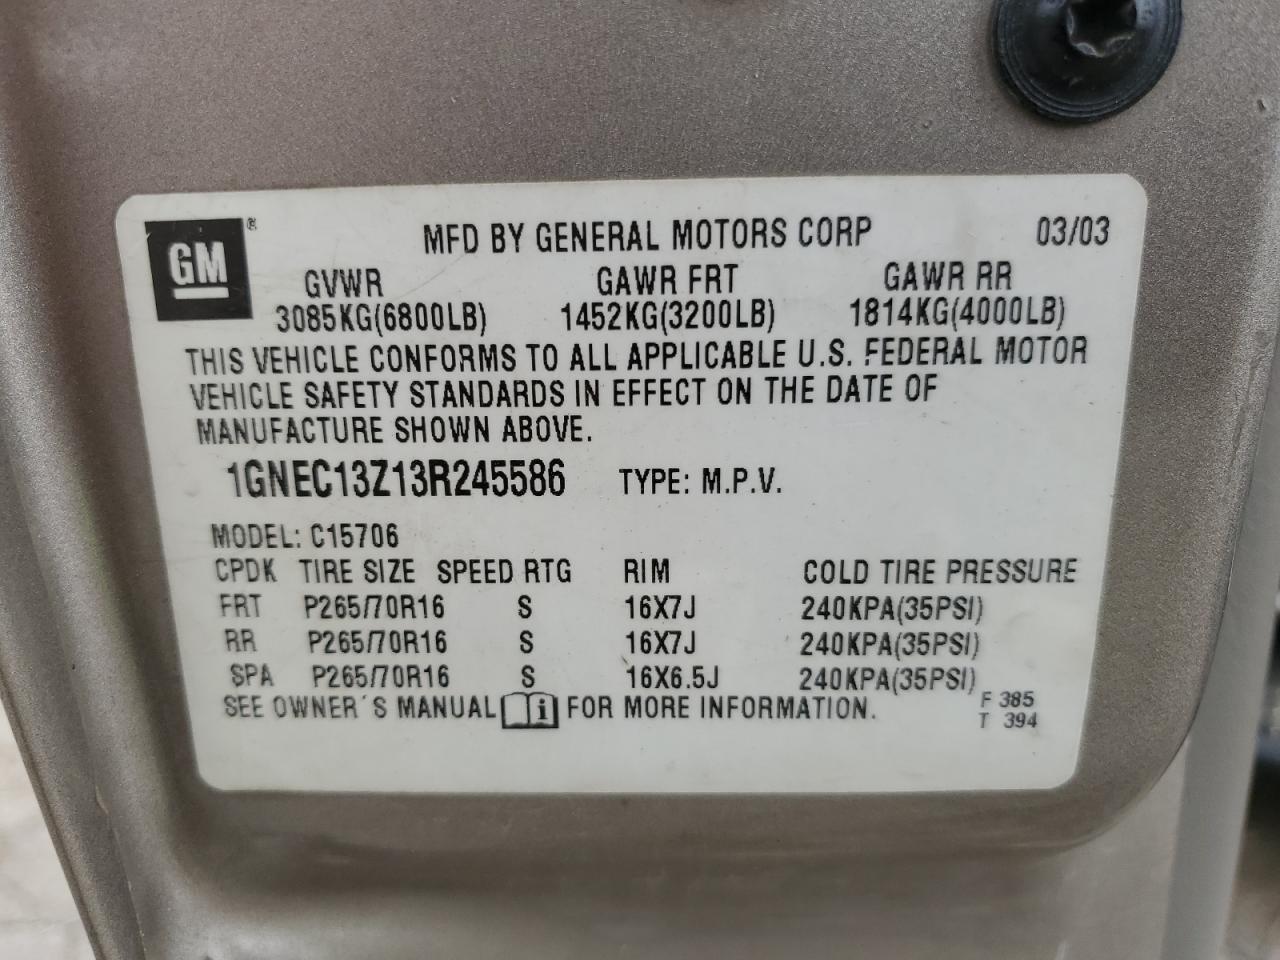 GM ®
MFD BY GENERAL MOTORS CORP 03/03
GVWR GAWR FRT GAWR RR
3085KG(6800LB) 1452KG(3200LB) 1814KG(4000LB)
THIS VEHICLE CONFORMS TO ALL APPLICABLE U.S. FEDERAL MOTOR
VEHICLE SAFETY STANDARDS IN EFFECT ON THE DATE OF
MANUFACTURE SHOWN ABOVE.
1GNEC13Z13R245586 TYPE: M.P.V.
MODEL: C15706
CPDK TIRE SIZE SPEED RTG RIM COLD TIRE PRESSURE
FRT P265/70R16 S 16X7J 240KPA(35PSI)
RR P265/70R16 S 16X7J 240KPA(35PSI)
SPA P265/70R16 S 16X6.5J 240KPA(35PSI)
SEE OWNER'S MANUAL i FOR MORE INFORMATION. F 385
T 394